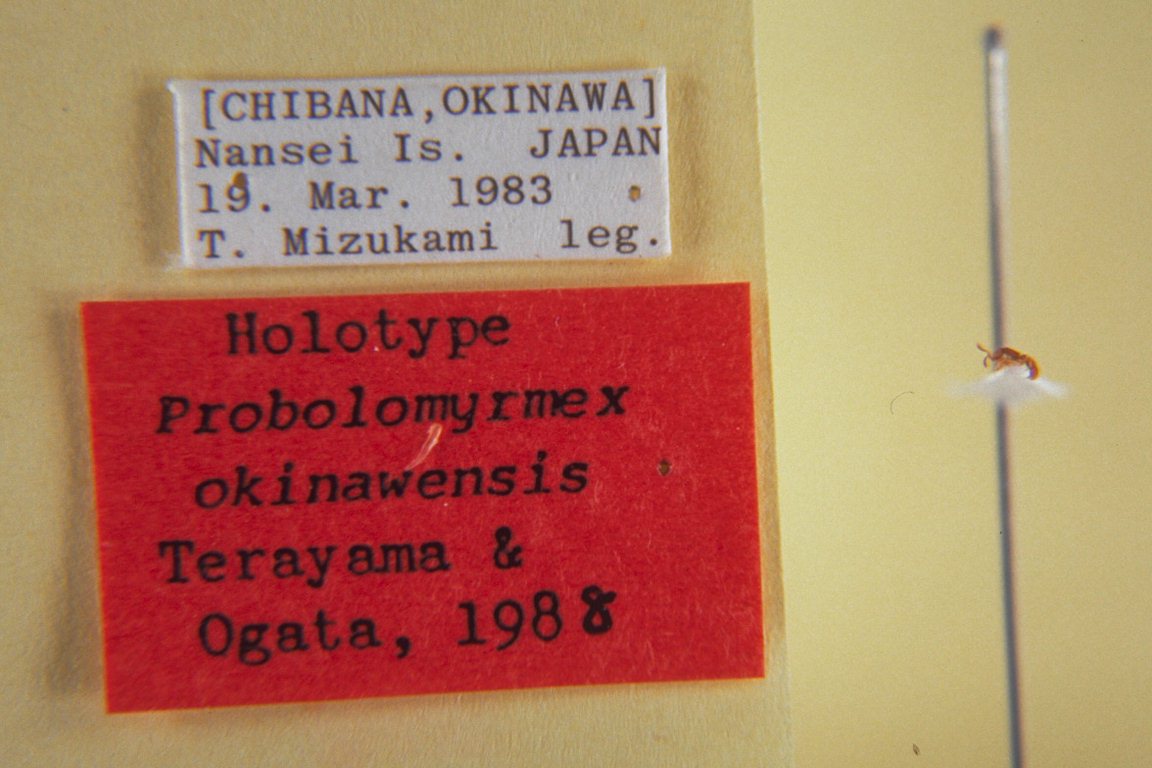 [CHIBANA,OKINAWA]
Nansei Is. JAPAN
19. Mar. 1983
T. Mizukami leg.
Holotype
Probolomyrmex
okinawensis
Terayama &
Ogata, 1988